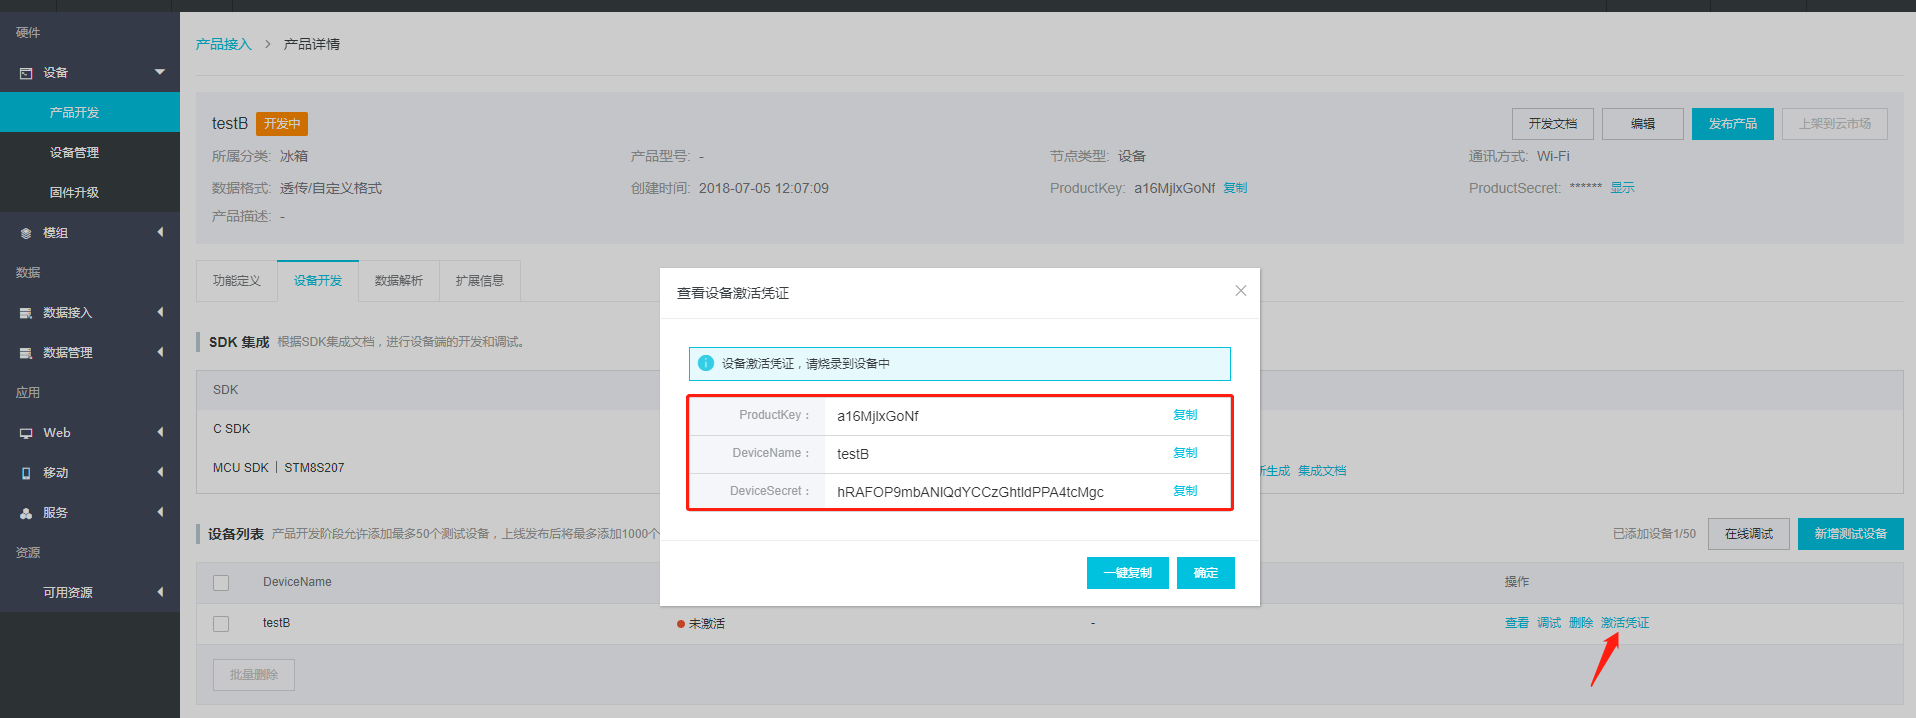 硬件
设备
产品开发
设备管理
固件升级
模组
数据
数据接入
数据管理
应用
Web
移动
服务
资源
可用资源
产品接入 > 产品详情
testB 开发中
开发文档 编辑 发布产品 上架到云市场
所属分类: 冰箱 产品型号: - 节点类型: 设备 通讯方式: Wi-Fi
数据格式: 透传/自定义格式 创建时间: 2018-07-05 12:07:09 ProductKey: a16MjlxGoNf 复制 ProductSecret: ****** 显示
产品描述: -
功能定义 设备开发 数据解析 扩展信息
SDK 集成 根据SDK集成文档，进行设备端的开发和调试。
SDK
C SDK
MCU SDK | STM8S207
新生成 集成文档
查看设备激活凭证
设备激活凭证，请烧录到设备中
ProductKey： a16MjlxGoNf 复制
DeviceName： testB 复制
DeviceSecret： hRAFOP9mbANIQdYCCzGhtIdPPA4tcMgc 复制
一键复制 确定
设备列表 产品开发阶段允许添加最多50个测试设备，上线发布后将最多添加1000个
已添加设备1/50 在线调试 新增测试设备
DeviceName 操作
testB 未激活 - 查看 调试 删除 激活凭证
批量删除